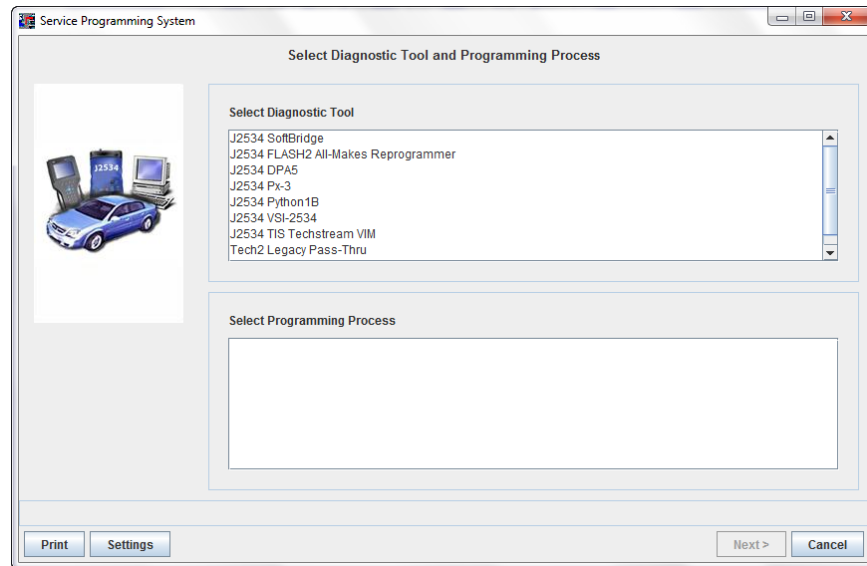 Service Programming System
Select Diagnostic Tool and Programming Process
J2534
Select Diagnostic Tool
J2534 SoftBridge
J2534 FLASH2 All-Makes Reprogrammer
J2534 DPA5
J2534 Px-3
J2534 Python1B
J2534 VSI-2534
J2534 TIS Techstream VIM
Tech2 Legacy Pass-Thru
Select Programming Process
Print
Settings
Next >
Cancel